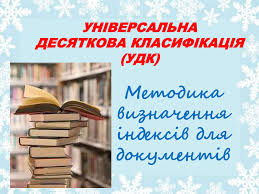 УНІВЕРСАЛЬНА
ДЕСЯТКОВА КЛАСИФІКАЦІЯ
(УДК)
Методика
визначення
індексів для
документів